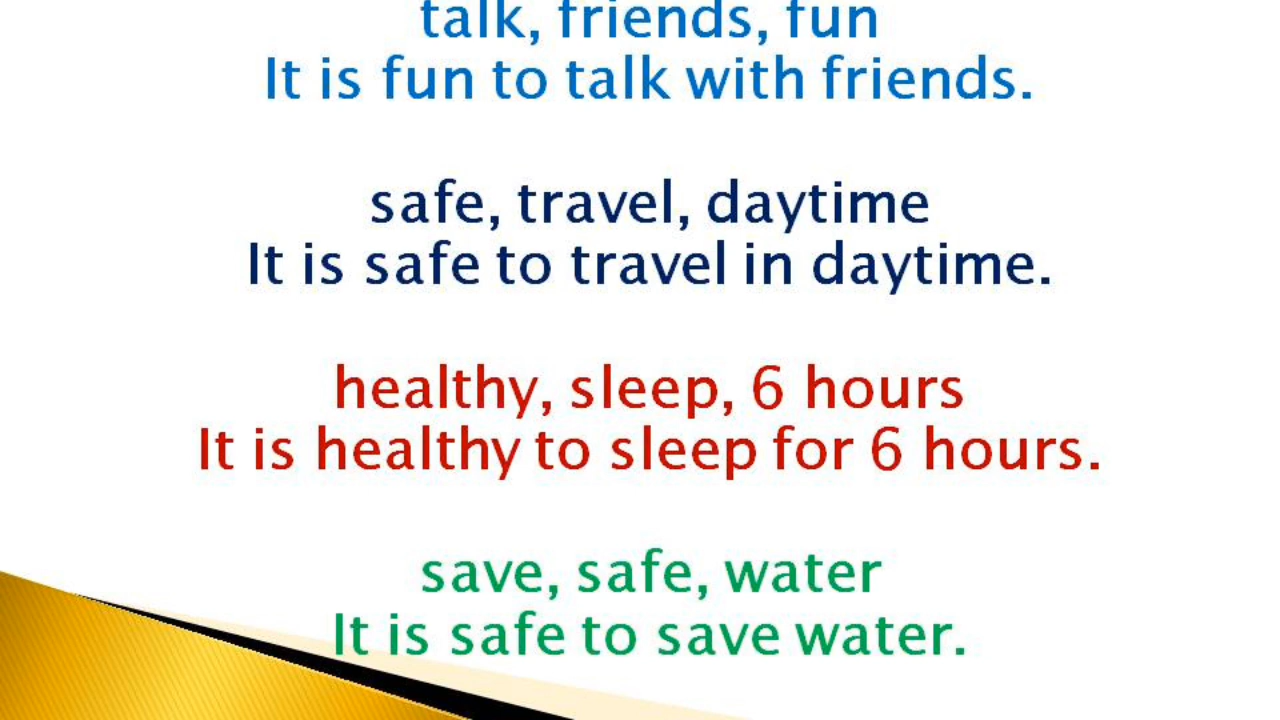 talk, friends, fun
It is fun to talk with friends.
safe, travel, daytime
It is safe to travel in daytime.
healthy, sleep, 6 hours
It is healthy to sleep for 6 hours.
save, safe, water
It is safe to save water.